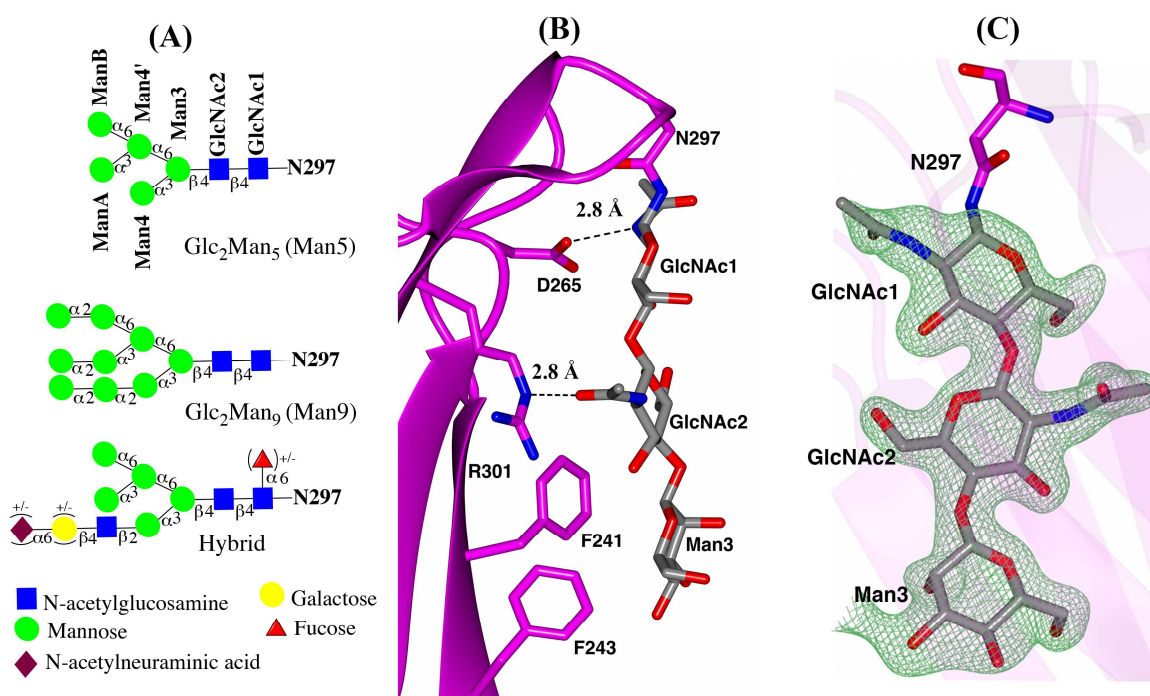 (A)
ManB
Man4'
Man3
GlcNAc2
GlcNAc1
α6
α6
α3
α3
β4
β4
N297
ManA
Man4
Glc₂Man₅ (Man5)
α2
α6
α6
α2
α3
α2
α2
α3
β4
β4
N297
Glc₂Man₉ (Man9)
α6
α6
α3
α3
( )+/-
α6
β4
β4
N297
+/-
+/-
α6
β4
β2
Hybrid
N-acetylglucosamine
Mannose
N-acetylneuraminic acid
Galactose
Fucose
(B)
N297
2.8 Å
D265
GlcNAc1
2.8 Å
GlcNAc2
R301
F241
Man3
F243
(C)
N297
GlcNAc1
GlcNAc2
Man3